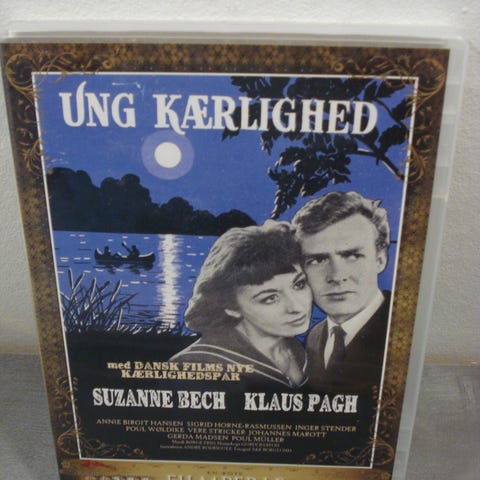 UNG KÆRLIGHED
med DANSK FILMS NYE
KÆRLIGHEDSPAR
SUZANNE BECH KLAUS PAGH
ANNIE BIRGIT HANSEN SIGRID HORNE-RASMUSSEN INGER STENDER
POUL WØLDIKE VERE STRICKER JOHANNES MAROTT
GERDA MADSEN POUL MÜLLER